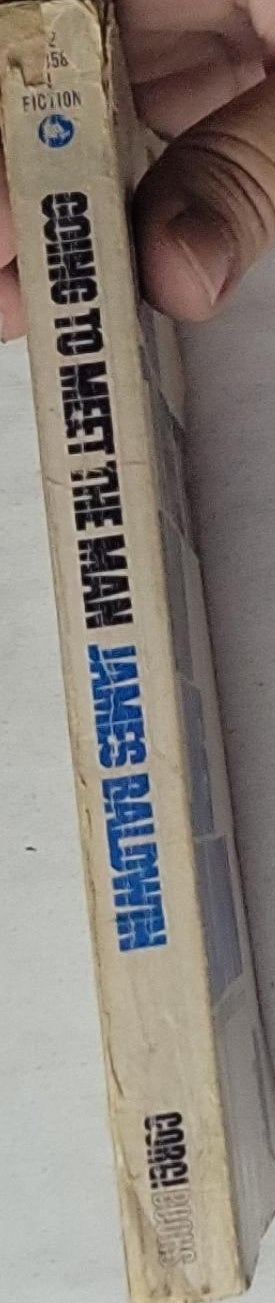 FICTION
GOING TO MEET THE MAN JAMES BALDWIN
CORGI BOOKS